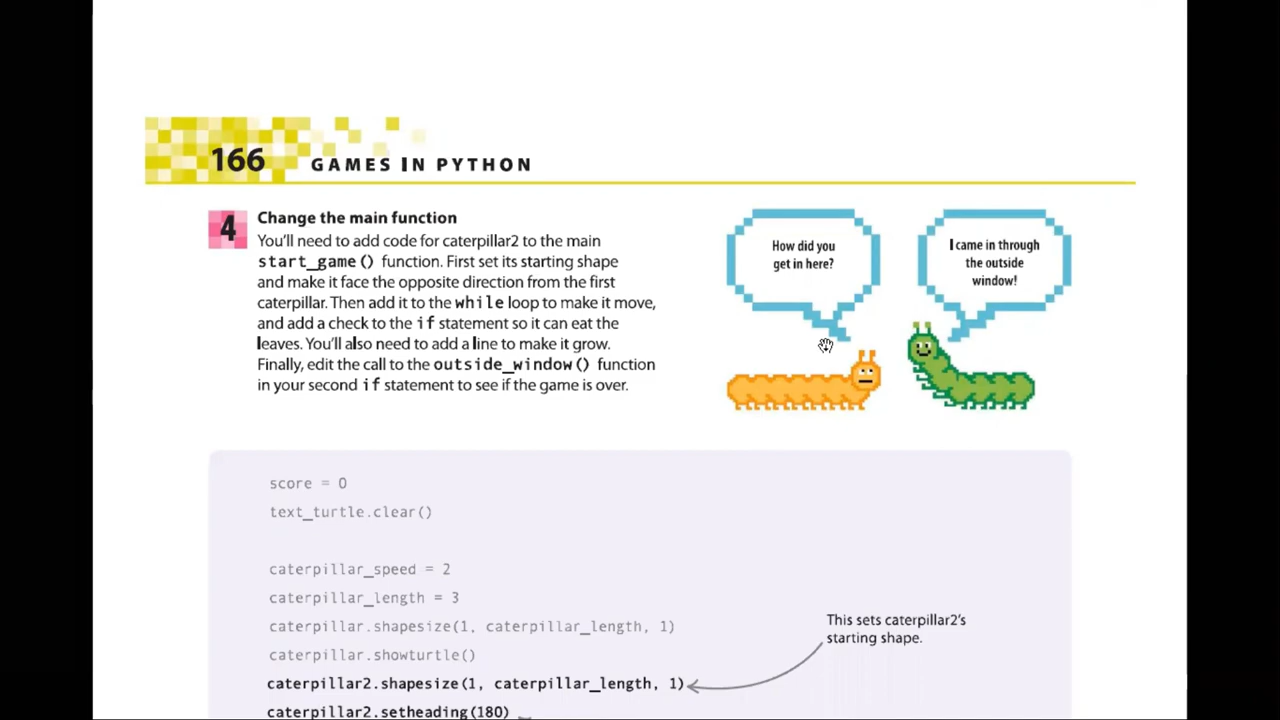 166 GAMES IN PYTHON
4 Change the main function
You'll need to add code for caterpillar2 to the main
start_game() function. First set its starting shape
and make it face the opposite direction from the first
caterpillar. Then add it to the while loop to make it move,
and add a check to the if statement so it can eat the
leaves. You'll also need to add a line to make it grow.
Finally, edit the call to the outside_window() function
in your second if statement to see if the game is over.
How did you
get in here?
I came in through
the outside
window!
score = 0
text_turtle.clear()
caterpillar_speed = 2
caterpillar_length = 3
caterpillar.shapesize(1, caterpillar_length, 1)
caterpillar.showturtle()
caterpillar2.shapesize(1, caterpillar_length, 1)
caterpillar2.setheading(180)
This sets caterpillar2's
starting shape.